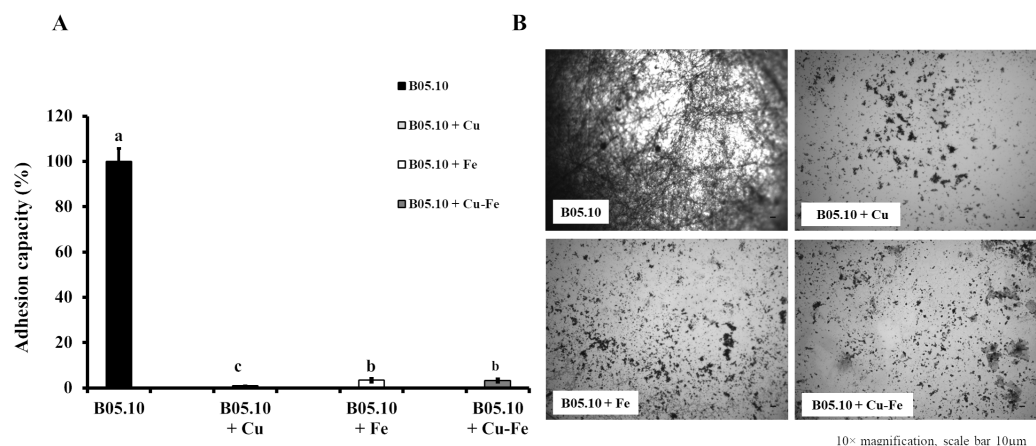 A
B05.10
B05.10 + Cu
B05.10 + Fe
B05.10 + Cu-Fe
Adhesion capacity (%)
120
100
80
60
40
20
0
a
c
b
b
B05.10
B05.10
+ Cu
B05.10
+ Fe
B05.10
+ Cu-Fe
B
B05.10
B05.10 + Cu
B05.10 + Fe
B05.10 + Cu-Fe
10× magnification, scale bar 10μm